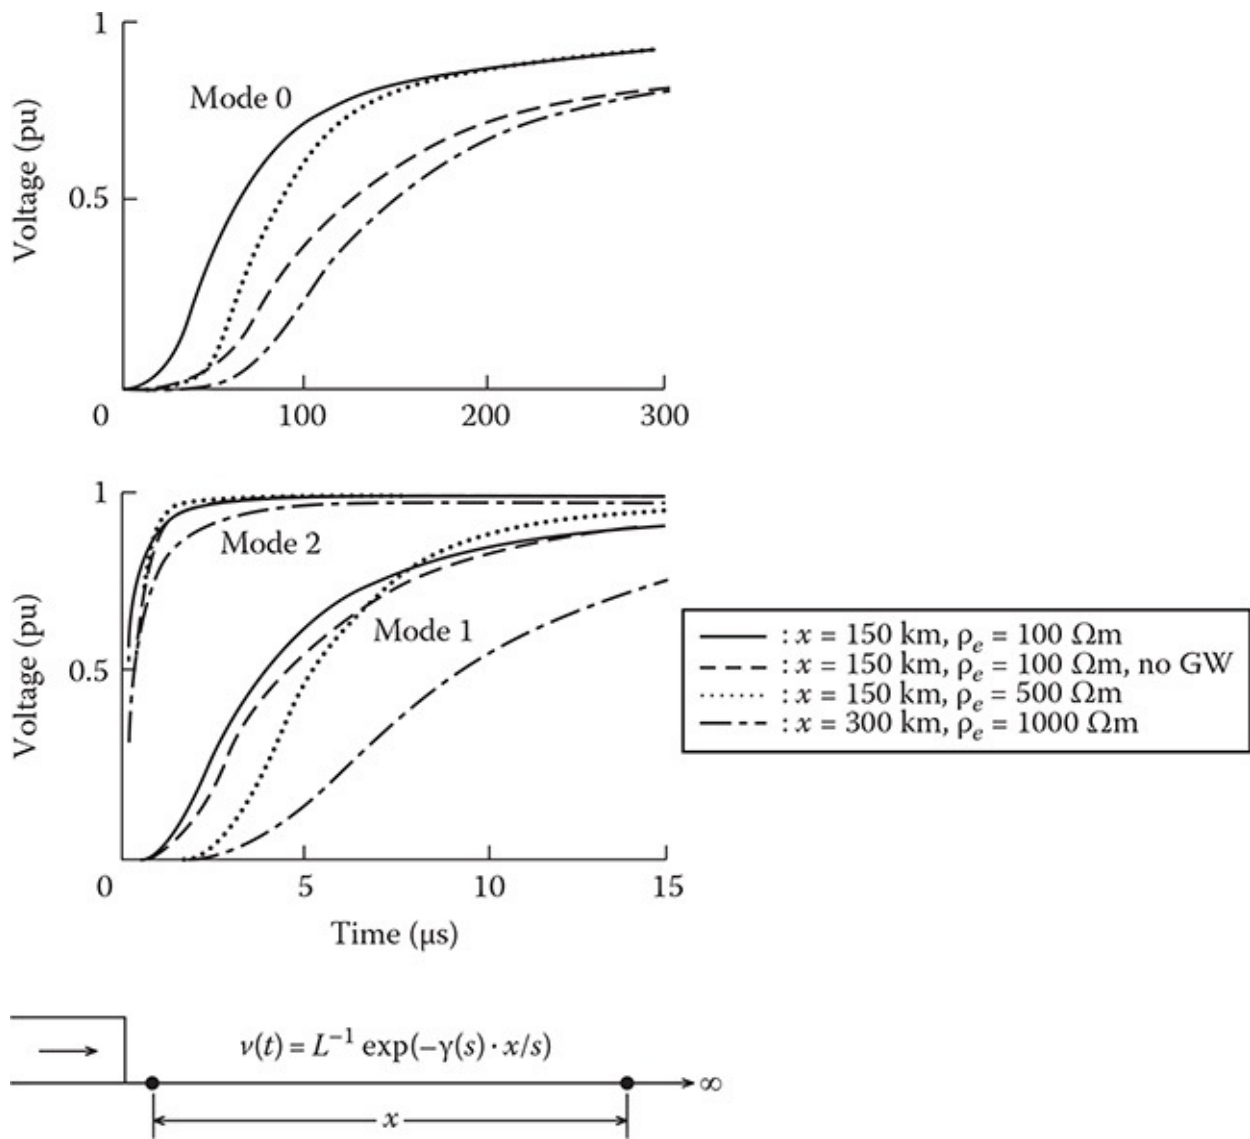 1
Mode 0
Voltage (pu)
0.5
0
100
200
300
1
Mode 2
Voltage (pu)
Mode 1
0.5
0
5
10
15
Time (μs)
: x = 150 km, ρe = 100 Ωm
: x = 150 km, ρe = 100 Ωm, no GW
: x = 150 km, ρe = 500 Ωm
: x = 300 km, ρe = 1000 Ωm
v(t) = L⁻¹ exp(−γ(s) · x/s)
∞
x